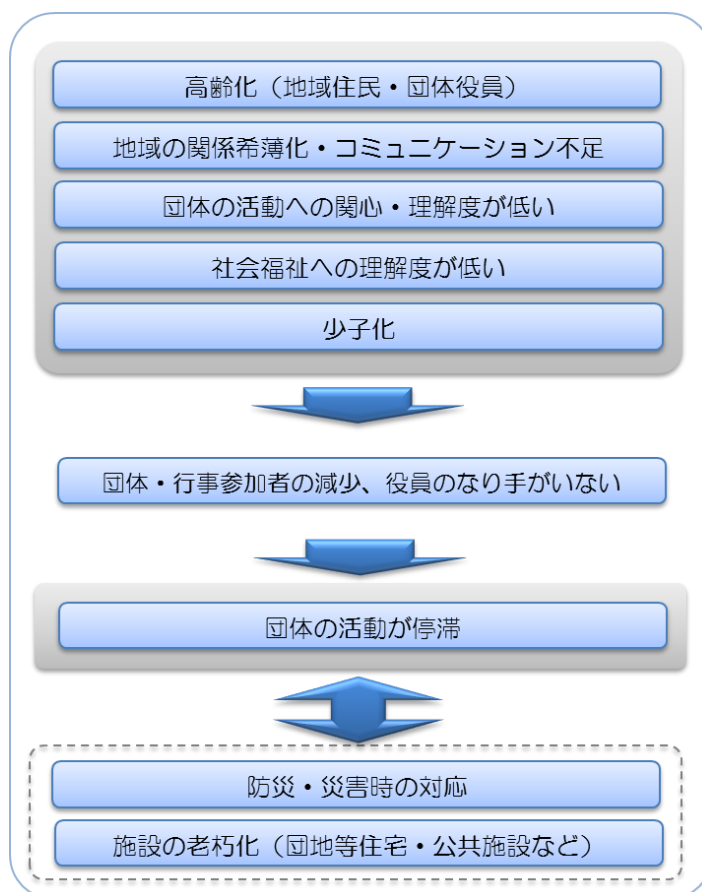 高齢化（地域住民・団体役員）
地域の関係希薄化・コミュニケーション不足
団体の活動への関心・理解度が低い
社会福祉への理解度が低い
少子化
団体・行事参加者の減少、役員のなり手がいない
団体の活動が停滞
防災・災害時の対応
施設の老朽化（団地等住宅・公共施設など）